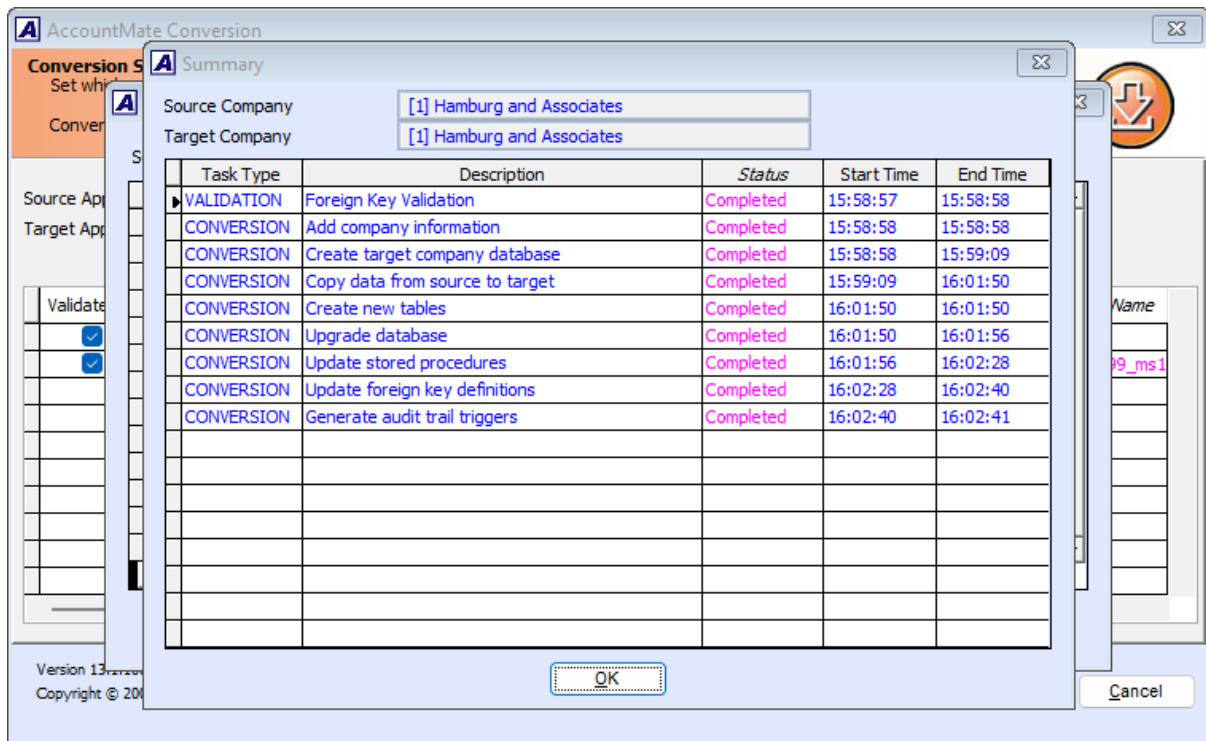 AccountMate Conversion
Conversion S
Set whi
Conver
Summary
Source Company [1] Hamburg and Associates
Target Company [1] Hamburg and Associates
Source App
Target App
Validate
Name
99_ms1
Task Type Description Status Start Time End Time
VALIDATION Foreign Key Validation Completed 15:58:57 15:58:58
CONVERSION Add company information Completed 15:58:58 15:58:58
CONVERSION Create target company database Completed 15:58:58 15:59:09
CONVERSION Copy data from source to target Completed 15:59:09 16:01:50
CONVERSION Create new tables Completed 16:01:50 16:01:50
CONVERSION Upgrade database Completed 16:01:50 16:01:56
CONVERSION Update stored procedures Completed 16:01:56 16:02:28
CONVERSION Update foreign key definitions Completed 16:02:28 16:02:40
CONVERSION Generate audit trail triggers Completed 16:02:40 16:02:41
OK
Version
Copyright © 200
Cancel